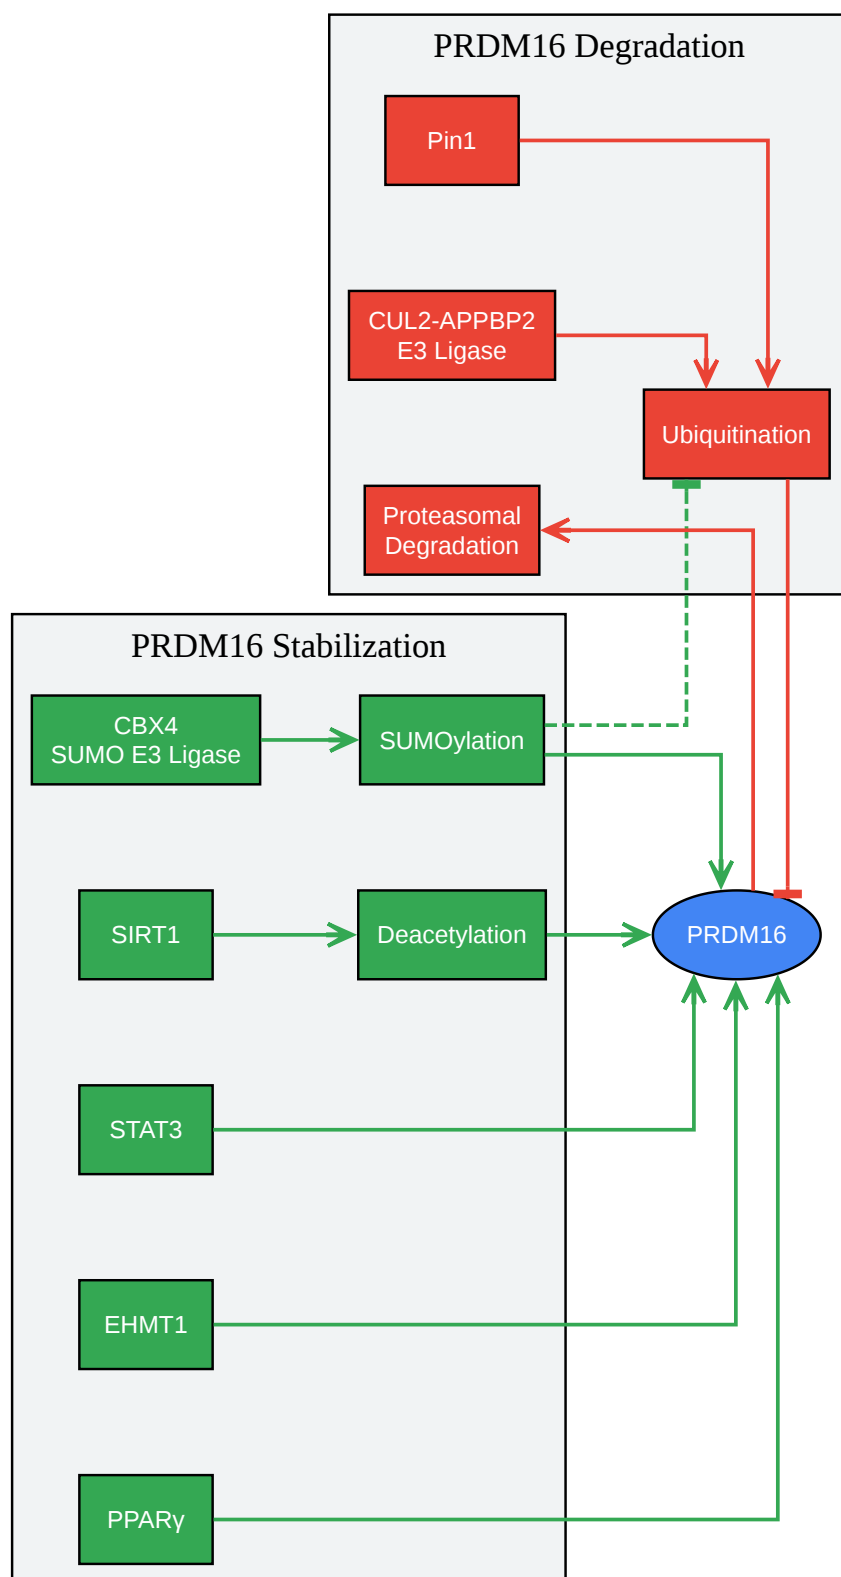 PRDM16 Degradation
Pin1
CUL2-APPBP2
E3 Ligase
Ubiquitination
Proteasomal
Degradation
PRDM16 Stabilization
CBX4
SUMO E3 Ligase
SUMOylation
SIRT1
Deacetylation
PRDM16
STAT3
EHMT1
PPARγ